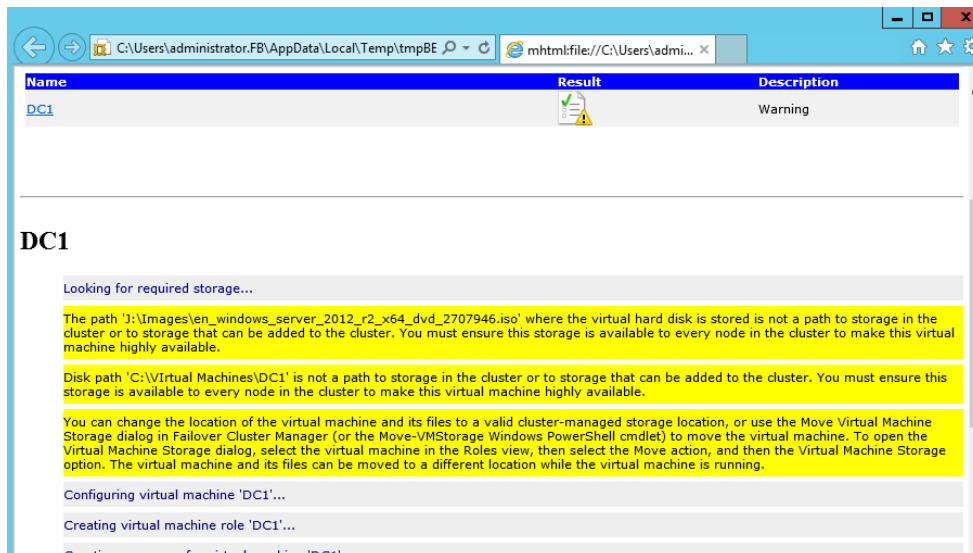 C:\Users\administrator.FB\AppData\Local\Temp\tmpBE
mhtml:file://C:\Users\admi...
Name Result Description
DC1 Warning
DC1
Looking for required storage...
The path 'J:\Images\en_windows_server_2012_r2_x64_dvd_2707946.iso' where the virtual hard disk is stored is not a path to storage in the
cluster or to storage that can be added to the cluster. You must ensure this storage is available to every node in the cluster to make this virtual
machine highly available.
Disk path 'C:\VIrtual Machines\DC1' is not a path to storage in the cluster or to storage that can be added to the cluster. You must ensure this
storage is available to every node in the cluster to make this virtual machine highly available.
You can change the location of the virtual machine and its files to a valid cluster-managed storage location, or use the Move Virtual Machine
Storage dialog in Failover Cluster Manager (or the Move-VMStorage Windows PowerShell cmdlet) to move the virtual machine. To open the
Virtual Machine Storage dialog, select the virtual machine in the Roles view, then select the Move action, and then the Virtual Machine Storage
option. The virtual machine and its files can be moved to a different location while the virtual machine is running.
Configuring virtual machine 'DC1'...
Creating virtual machine role 'DC1'...